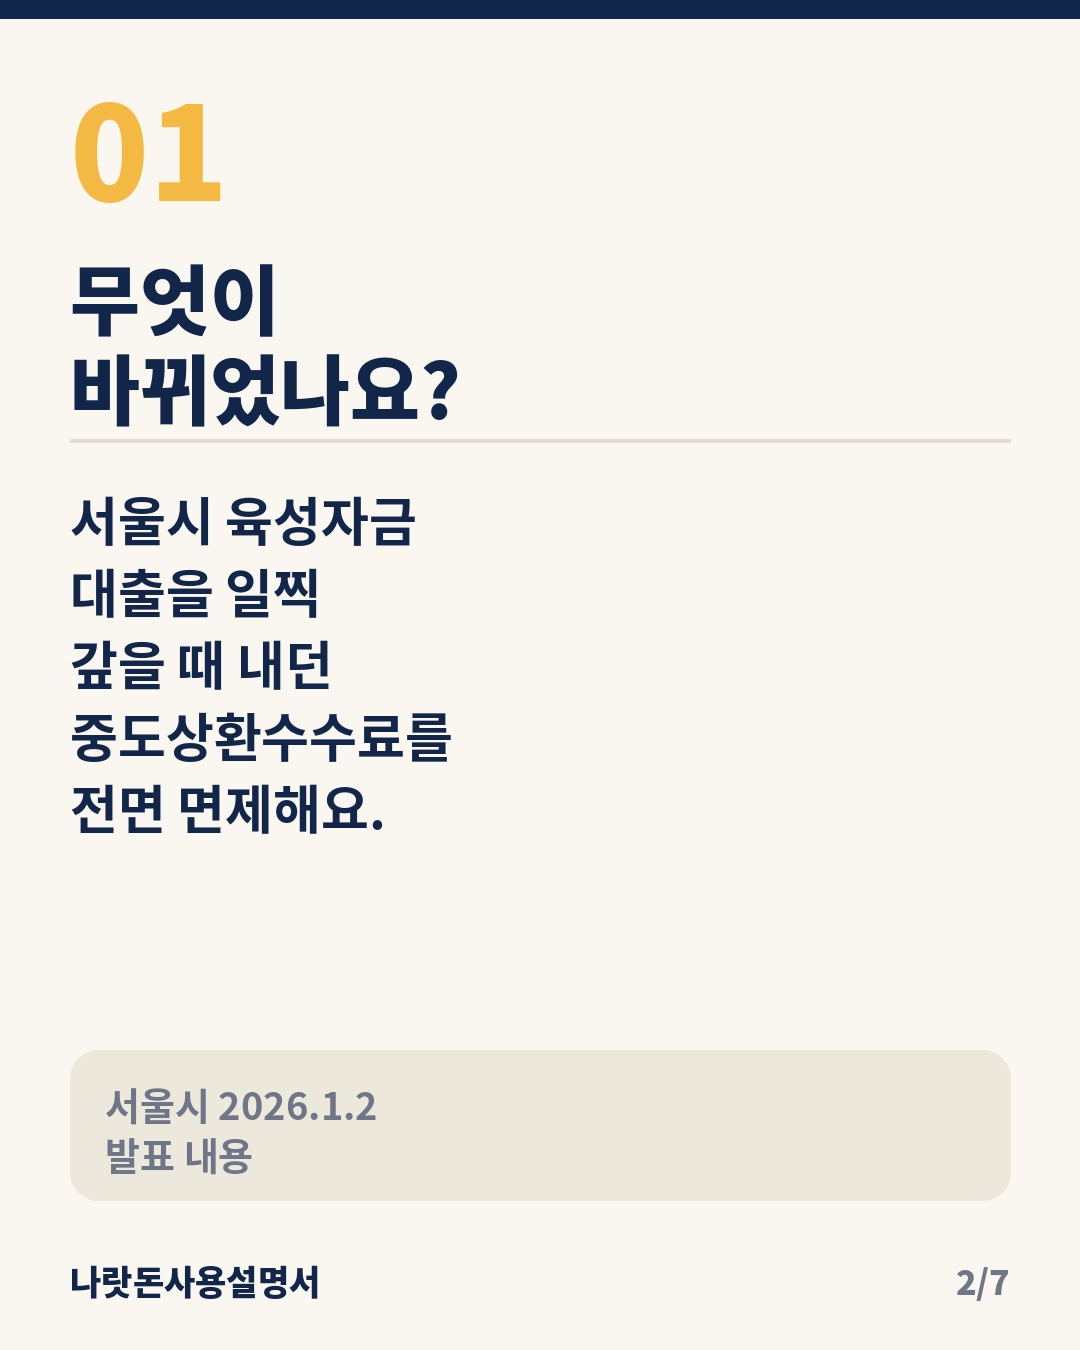 01
무엇이
바뀌었나요?
서울시 육성자금
대출을 일찍
갚을 때 내던
중도상환수수료를
전면 면제해요.
서울시 2026.1.2
발표 내용
나랏돈사용설명서
2/7